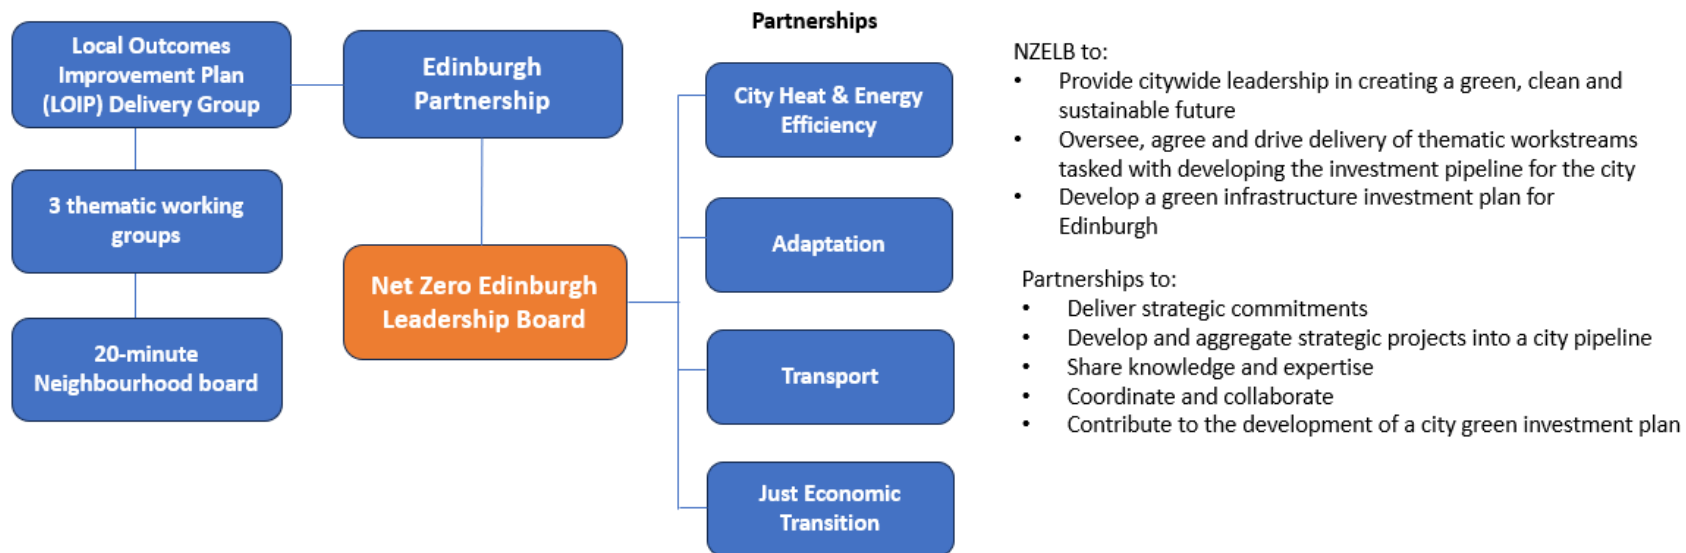 Partnerships
Local Outcomes
Improvement Plan
(LOIP) Delivery Group
Edinburgh
Partnership
3 thematic working
groups
20-minute
Neighbourhood board
Net Zero Edinburgh
Leadership Board
City Heat & Energy
Efficiency
Adaptation
Transport
Just Economic
Transition
NZELB to:
• Provide citywide leadership in creating a green, clean and
sustainable future
• Oversee, agree and drive delivery of thematic workstreams
tasked with developing the investment pipeline for the city
• Develop a green infrastructure investment plan for
Edinburgh
Partnerships to:
• Deliver strategic commitments
• Develop and aggregate strategic projects into a city pipeline
• Share knowledge and expertise
• Coordinate and collaborate
• Contribute to the development of a city green investment plan